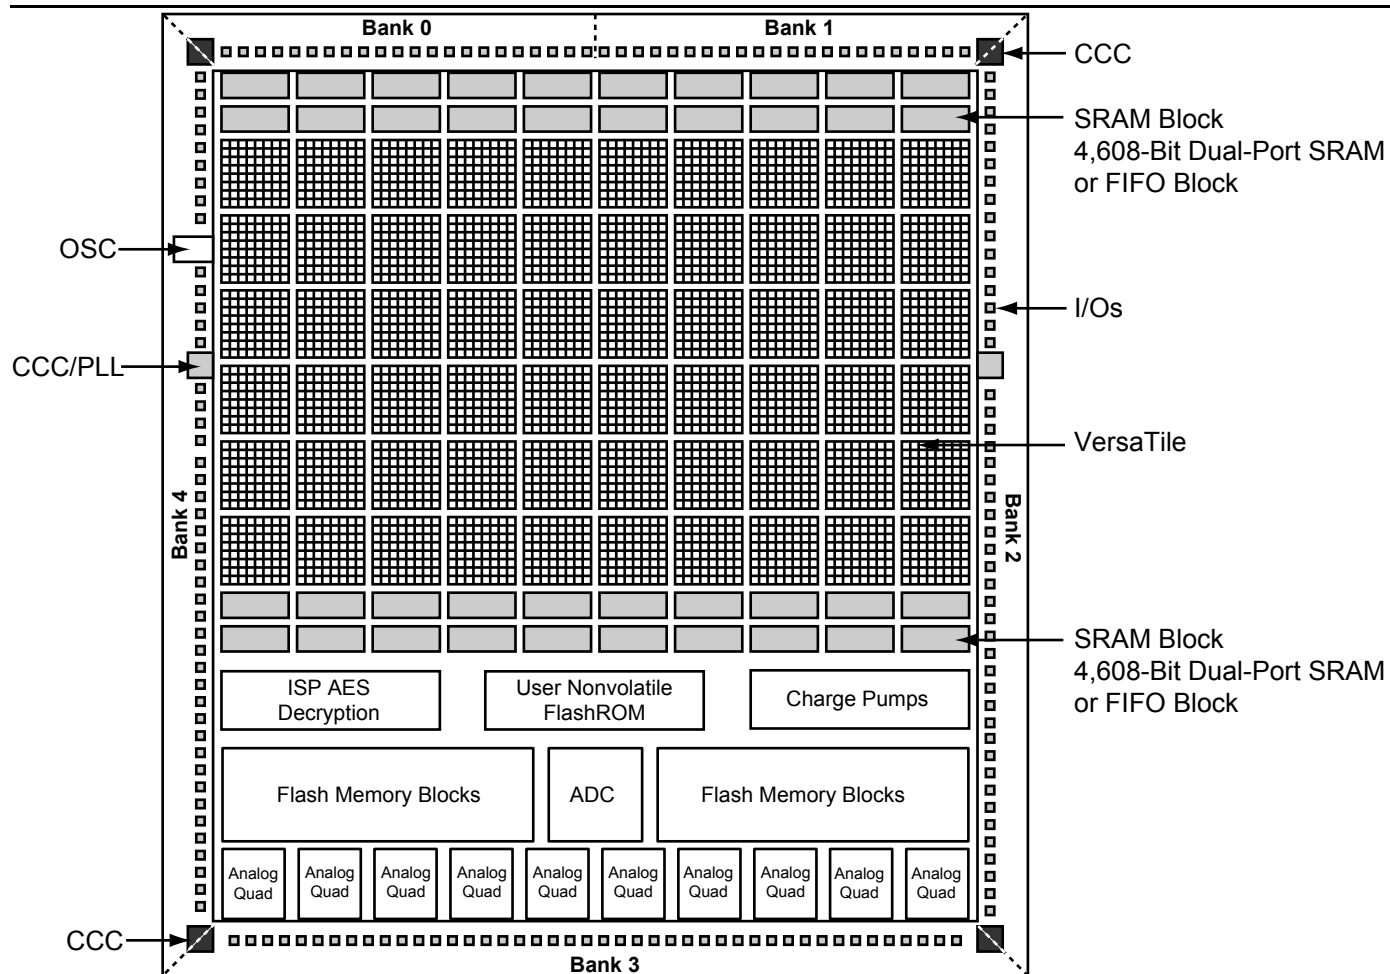 Bank 0
Bank 1
CCC
SRAM Block
4,608-Bit Dual-Port SRAM
or FIFO Block
OSC
I/Os
CCC/PLL
VersaTile
Bank 4
Bank 2
SRAM Block
4,608-Bit Dual-Port SRAM
or FIFO Block
ISP AES
Decryption
User Nonvolatile
FlashROM
Charge Pumps
Flash Memory Blocks
ADC
Flash Memory Blocks
Analog
Quad
Analog
Quad
Analog
Quad
Analog
Quad
Analog
Quad
Analog
Quad
Analog
Quad
Analog
Quad
Analog
Quad
Analog
Quad
CCC
Bank 3